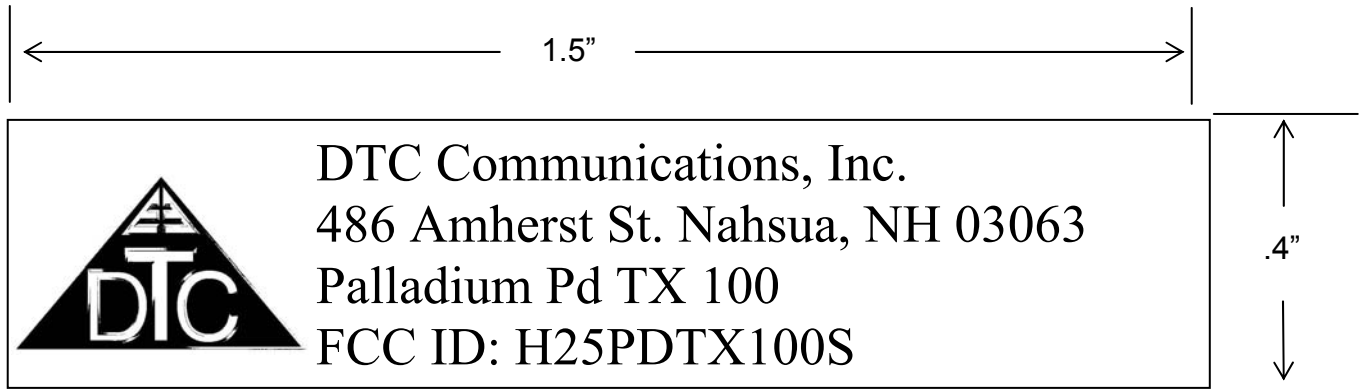 1.5”
DTC Communications, Inc.
486 Amherst St. Nahsua, NH 03063
Palladium Pd TX 100
FCC ID: H25PDTX100S
DTC
.4”